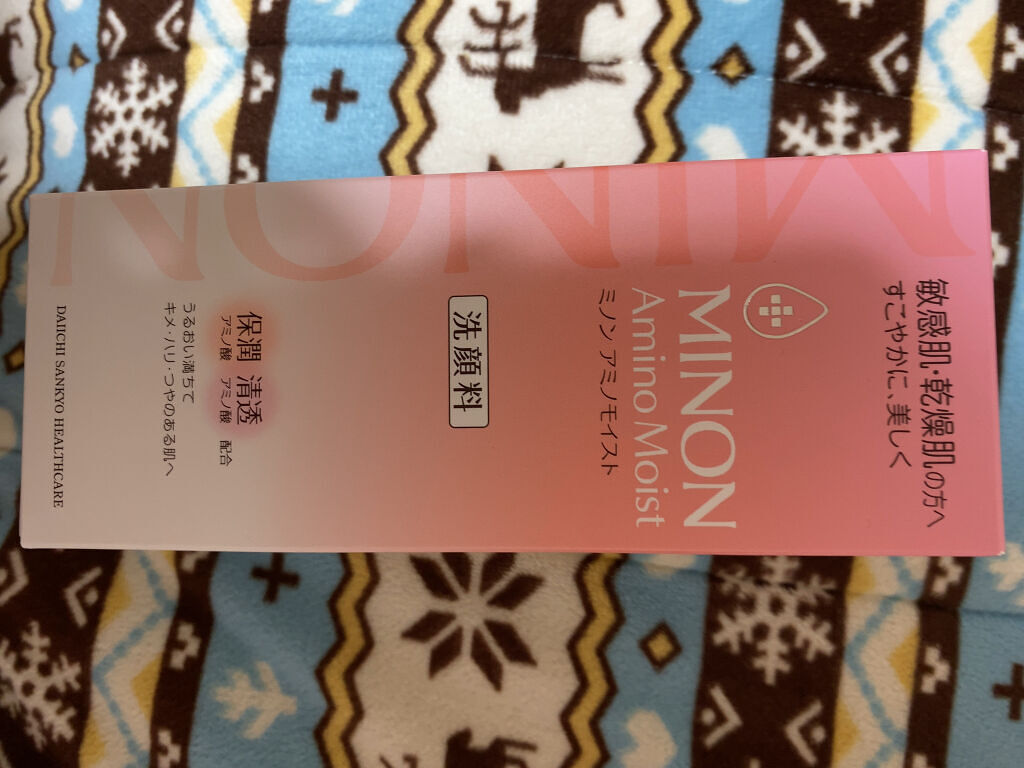 敏感肌・乾燥肌の方へ
すこやかに、美しく
MINON
MINON
Amino Moist
ミノン アミノモイスト
洗顔料
保潤 清透
アミノ酸 アミノ酸 配合
うるおい満ちて
キメ・ハリ・つやのある肌へ
DAIICHI SANKYO HEALTHCARE